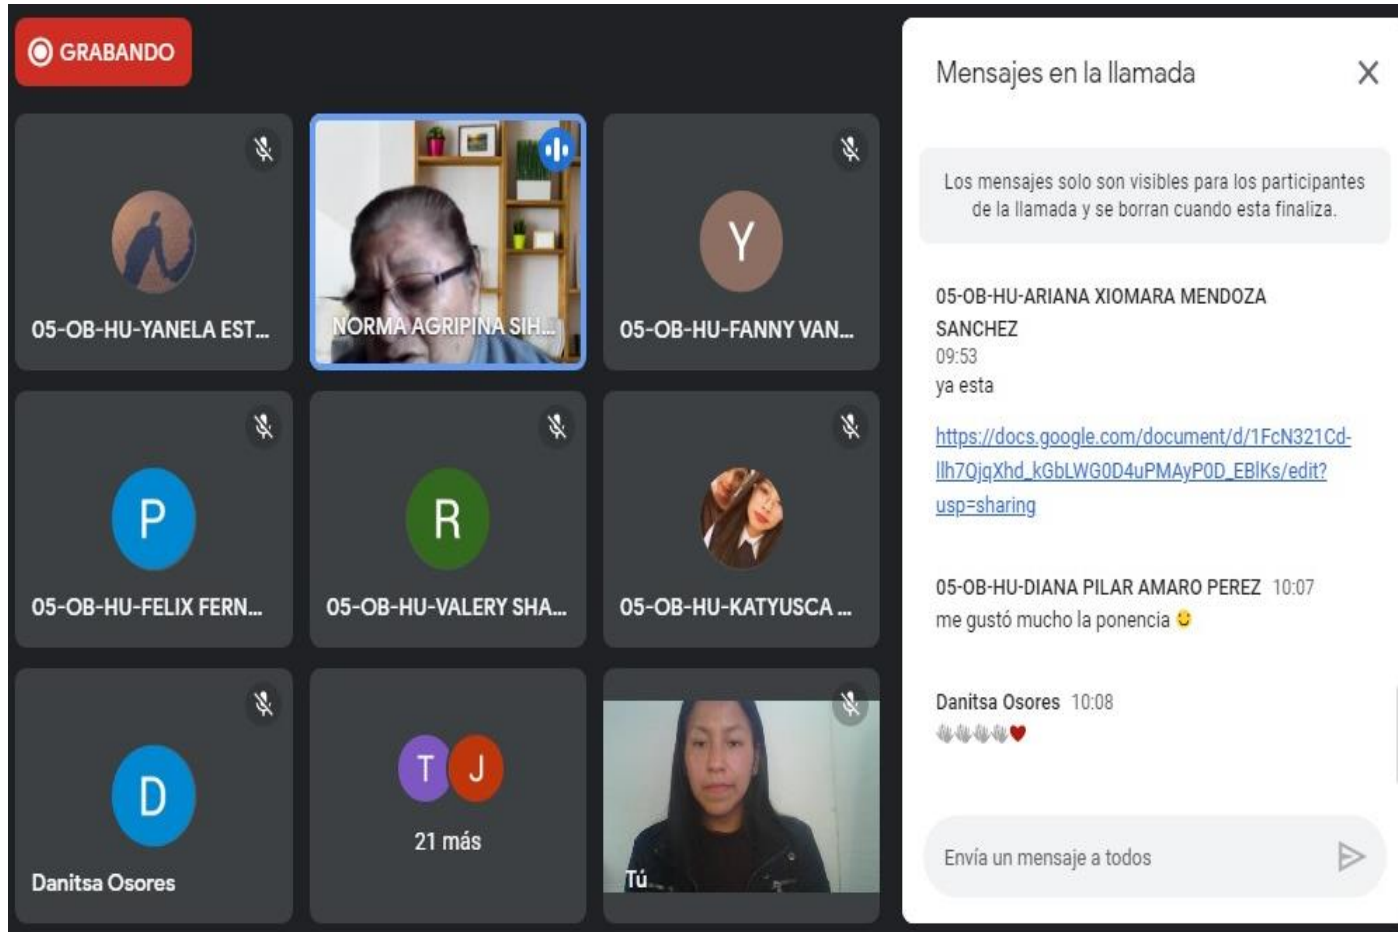 GRABANDO
05-OB-HU-YANELA EST...
NORMA AGRIPINA SIH...
05-OB-HU-FANNY VAN...
P
05-OB-HU-FELIX FERN...
R
05-OB-HU-VALERY SHA...
05-OB-HU-KATYUSCA ...
Y
D
Danitsa Osores
T J
21 más
Tú
Mensajes en la llamada
Los mensajes solo son visibles para los participantes
de la llamada y se borran cuando esta finaliza.
05-OB-HU-ARIANA XIOMARA MENDOZA
SANCHEZ
09:53
ya esta
https://docs.google.com/document/d/1FcN321Cd-
llh7QjqXhd_kGbLWG0D4uPMAyP0D_EBlKs/edit?
usp=sharing
05-OB-HU-DIANA PILAR AMARO PEREZ 10:07
me gustó mucho la ponencia 🙂
Danitsa Osores 10:08
👋👋👋👋❤️
Envía un mensaje a todos